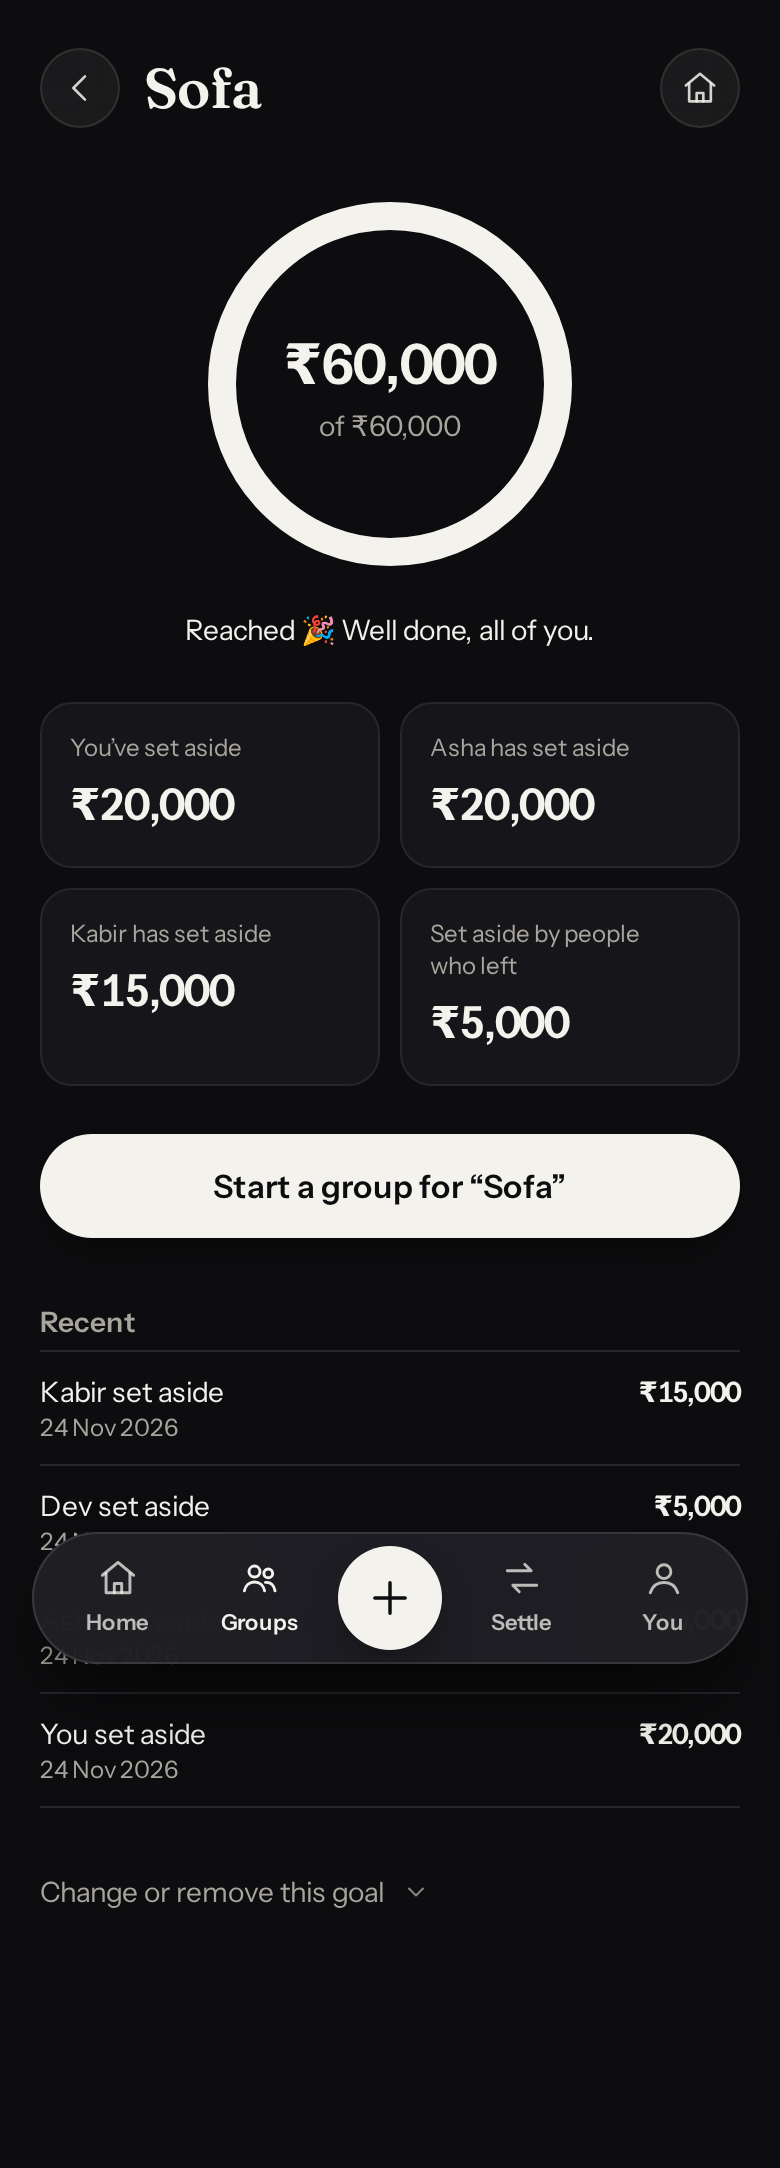 Sofa
₹60,000
of ₹60,000
Reached 🎉 Well done, all of you.
You’ve set aside
₹20,000
Asha has set aside
₹20,000
Kabir has set aside
₹15,000
Set aside by people
who left
₹5,000
Start a group for “Sofa”
Recent
Kabir set aside
₹15,000
24 Nov 2026
Dev set aside
₹5,000
Home
Groups
Settle
You
24 Nov 2026
You set aside
₹20,000
24 Nov 2026
Change or remove this goal